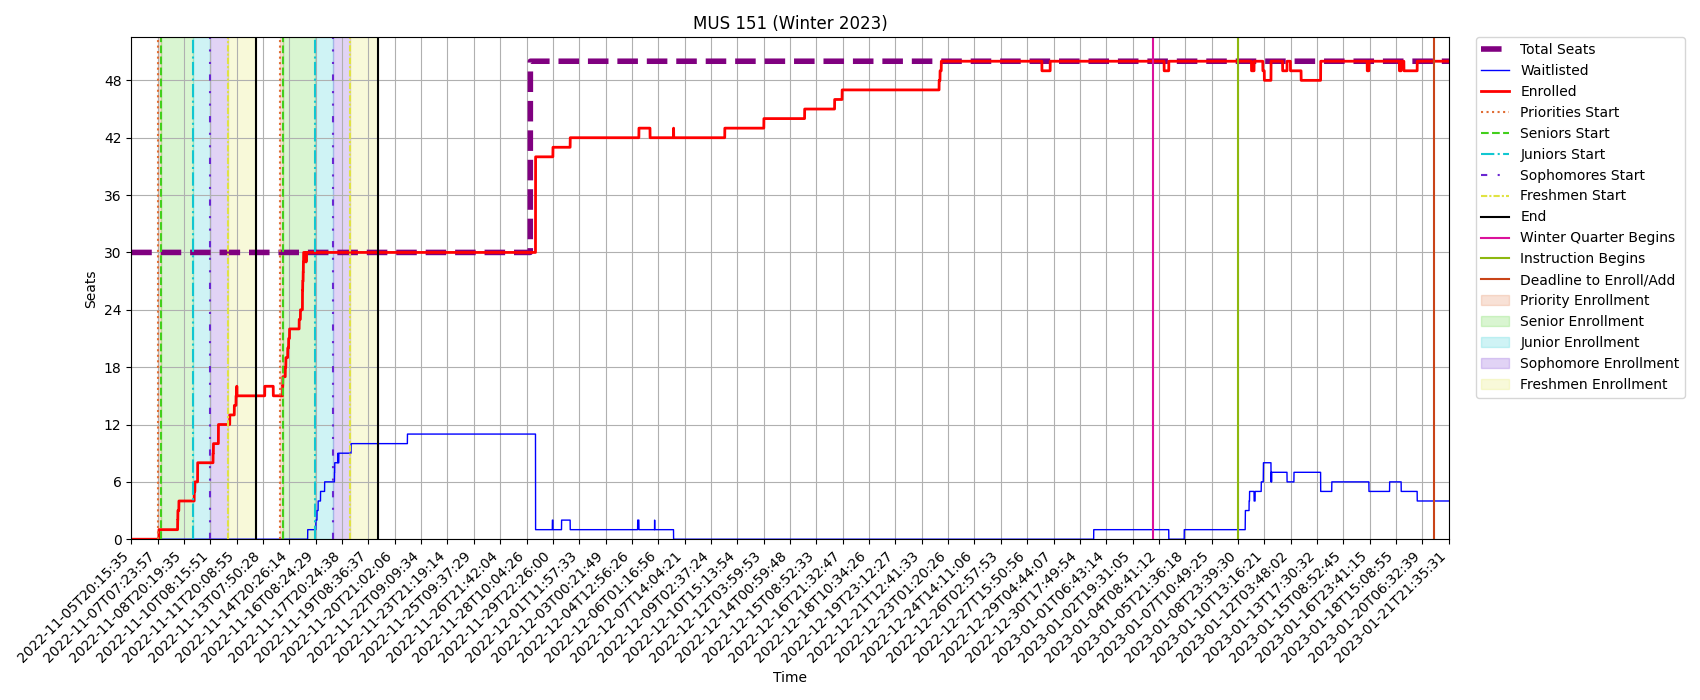 MUS 151 (Winter 2023)
Seats
48
42
36
30
24
18
12
6
0
2022-11-05T20:15:35
2022-11-07T07:23:57
2022-11-08T20:19:35
2022-11-10T08:15:51
2022-11-11T20:08:55
2022-11-13T07:50:28
2022-11-14T20:26:14
2022-11-16T08:24:29
2022-11-17T20:24:38
2022-11-19T08:36:37
2022-11-20T21:02:06
2022-11-22T09:09:34
2022-11-23T21:19:14
2022-11-25T09:37:29
2022-11-26T21:42:04
2022-11-28T10:04:26
2022-11-29T22:26:00
2022-12-01T11:57:33
2022-12-03T00:21:49
2022-12-04T12:56:26
2022-12-06T01:16:56
2022-12-07T14:04:21
2022-12-09T02:37:24
2022-12-10T15:13:54
2022-12-12T03:59:53
2022-12-14T00:59:48
2022-12-15T08:52:33
2022-12-16T21:32:47
2022-12-18T10:34:26
2022-12-19T23:12:27
2022-12-21T12:41:33
2022-12-23T01:20:26
2022-12-24T14:11:06
2022-12-26T02:57:53
2022-12-27T15:50:56
2022-12-29T04:44:07
2022-12-30T17:49:54
2023-01-01T06:43:14
2023-01-02T19:31:05
2023-01-04T08:41:12
2023-01-05T21:36:18
2023-01-07T10:49:25
2023-01-08T23:39:30
2023-01-10T13:16:21
2023-01-12T03:48:02
2023-01-13T17:30:32
2023-01-15T08:52:45
2023-01-16T23:41:15
2023-01-18T15:08:55
2023-01-20T06:32:39
2023-01-21T21:35:31
Time
Total Seats
Waitlisted
Enrolled
Priorities Start
Seniors Start
Juniors Start
Sophomores Start
Freshmen Start
End
Winter Quarter Begins
Instruction Begins
Deadline to Enroll/Add
Priority Enrollment
Senior Enrollment
Junior Enrollment
Sophomore Enrollment
Freshmen Enrollment